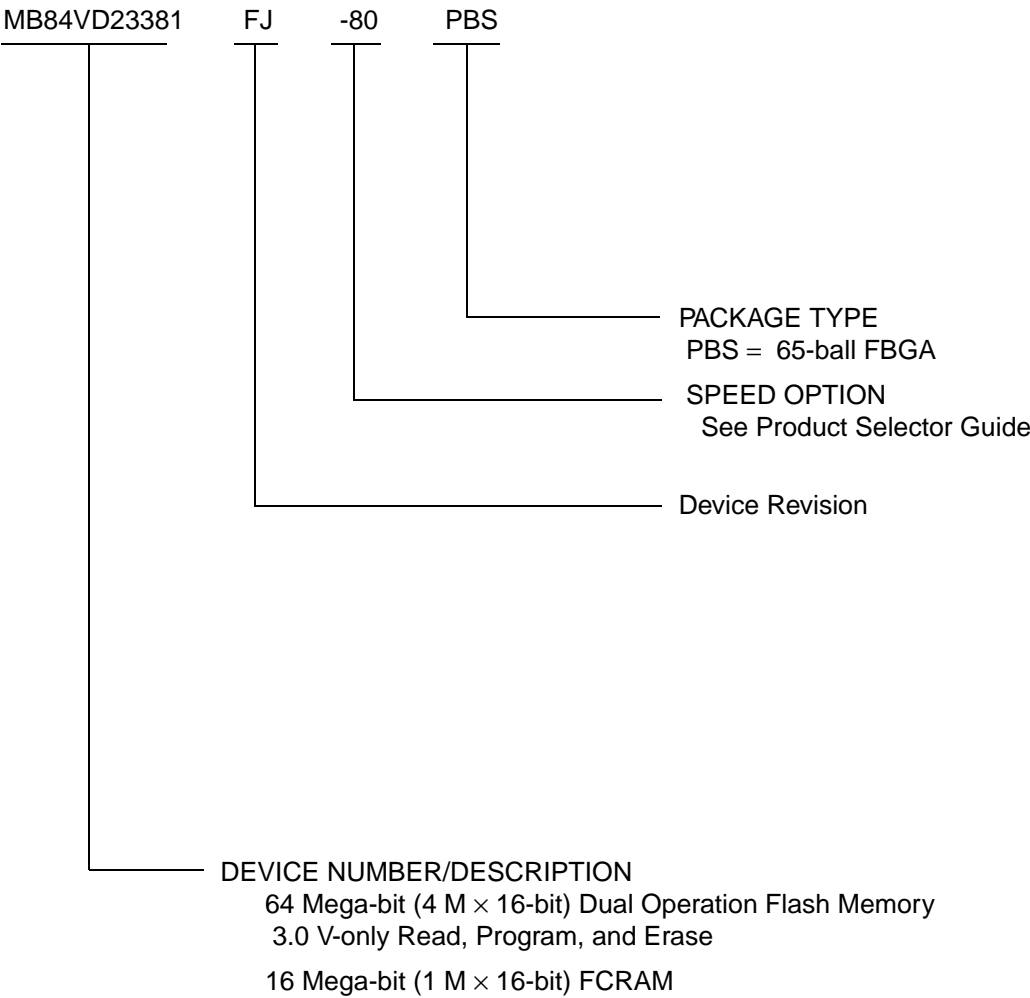 MB84VD23381 FJ -80 PBS
PACKAGE TYPE
PBS = 65-ball FBGA
SPEED OPTION
See Product Selector Guide
Device Revision
DEVICE NUMBER/DESCRIPTION
64 Mega-bit (4 M × 16-bit) Dual Operation Flash Memory
3.0 V-only Read, Program, and Erase
16 Mega-bit (1 M × 16-bit) FCRAM